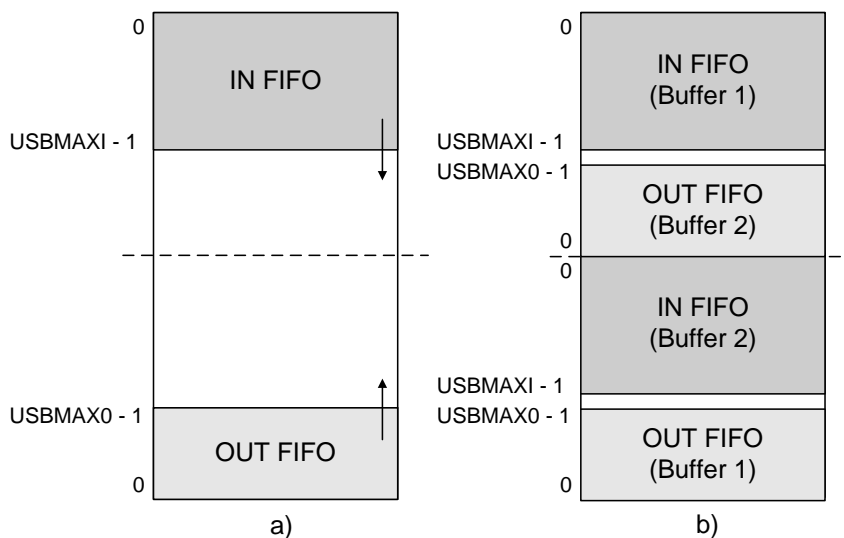 0
IN FIFO
USBMAXI - 1
USBMAX0 - 1
OUT FIFO
0
a)
0
IN FIFO
(Buffer 1)
USBMAXI - 1
USBMAX0 - 1
OUT FIFO
(Buffer 2)
0
0
IN FIFO
(Buffer 2)
USBMAXI - 1
USBMAX0 - 1
OUT FIFO
(Buffer 1)
0
b)